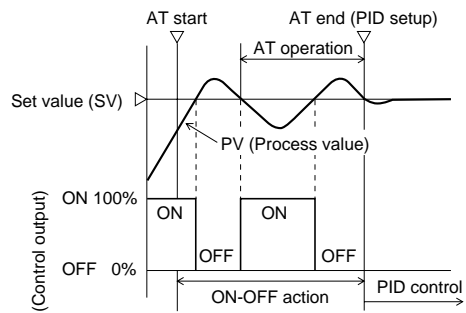 AT start
AT end (PID setup)
AT operation
Set value (SV)
PV (Process value)
(Control output)
ON 100%
ON
ON
OFF
OFF
OFF 0%
PID control
ON-OFF action